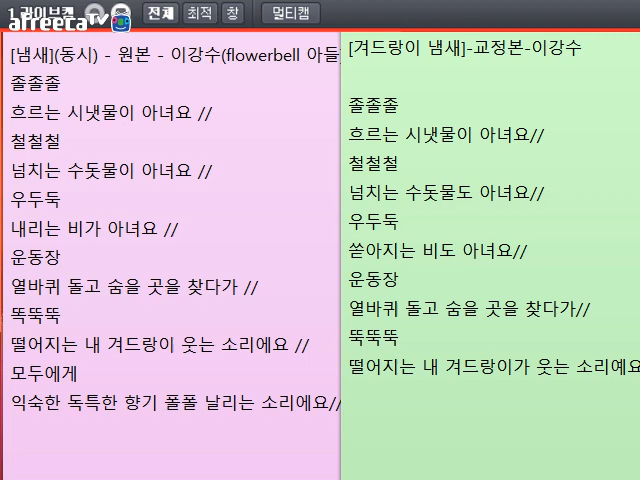 1.라이브캠
afreecaTV
전체 최적 창 멀티캠
[냄새](동시) - 원본 - 이강수(flowerbell 아들
졸졸졸
흐르는 시냇물이 아녀요 //
철철철
넘치는 수돗물이 아녀요 //
우두둑
내리는 비가 아녀요 //
운동장
열바퀴 돌고 숨을 곳을 찾다가 //
뚝뚝뚝
떨어지는 내 겨드랑이 웃는 소리에요 //
모두에게
익숙한 독특한 향기 폴폴 날리는 소리에요//
[겨드랑이 냄새]-교정본-이강수
졸졸졸
흐르는 시냇물이 아녀요//
철철철
넘치는 수돗물도 아녀요//
우두둑
쏟아지는 비도 아녀요//
운동장
열바퀴 돌고 숨을 곳을 찾다가//
뚝뚝뚝
떨어지는 내 겨드랑이가 웃는 소리예요